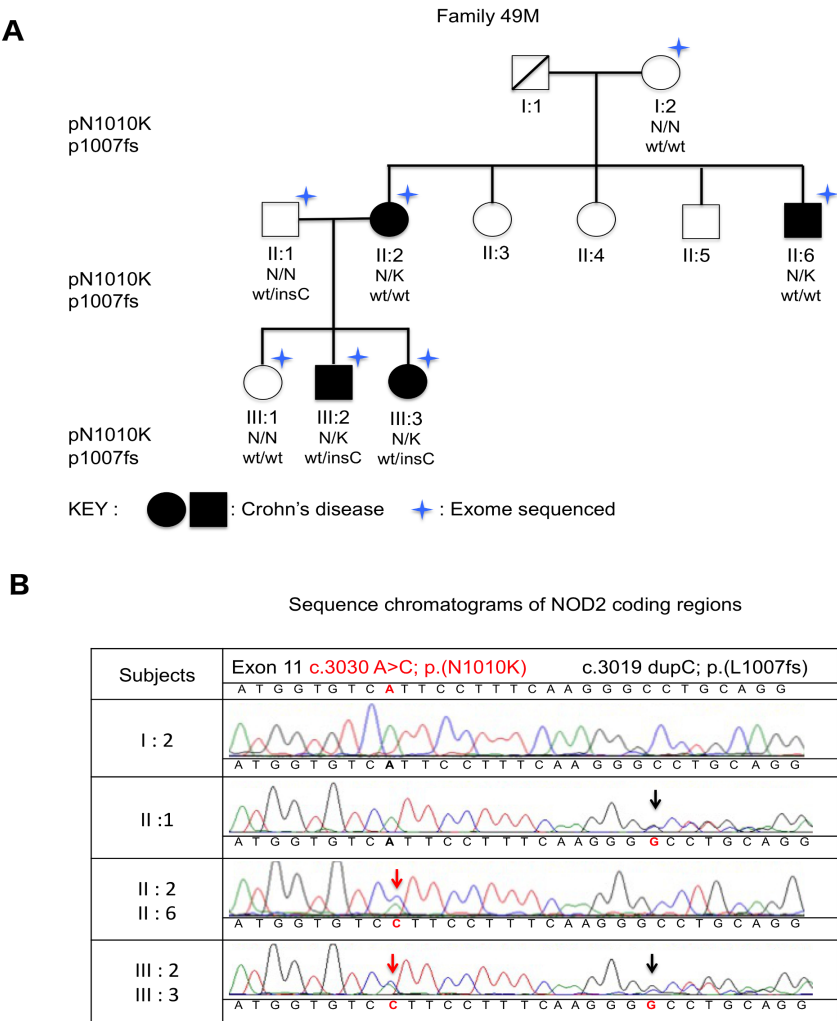 A
Family 49M
I:1
I:2
N/N
wt/wt
pN1010K
p1007fs
II:1
N/N
wt/insC
II:2
N/K
wt/wt
II:3
II:4
II:5
II:6
N/K
wt/wt
pN1010K
p1007fs
III:1
N/N
wt/wt
III:2
N/K
wt/insC
III:3
N/K
wt/insC
pN1010K
p1007fs
KEY : : Crohn's disease : Exome sequenced
B
Sequence chromatograms of NOD2 coding regions
Subjects
Exon 11 c.3030 A>C; p.(N1010K) c.3019 dupC; p.(L1007fs)
A T G G T G T C A T T C C T T T C A A G G G G C C T G C A G G
I : 2
A T G G T G T C A T T C C T T T C A A G G G G C C T G C A G G
II :1
A T G G T G T C A T T C C T T T C A A G G G G C C T G C A G G
II : 2
II : 6
A T G G T G T C C T T C C T T T C A A G G G G C C T G C A G G
III : 2
III : 3
A T G G T G T C C T T C C T T T C A A G G G G C C T G C A G G